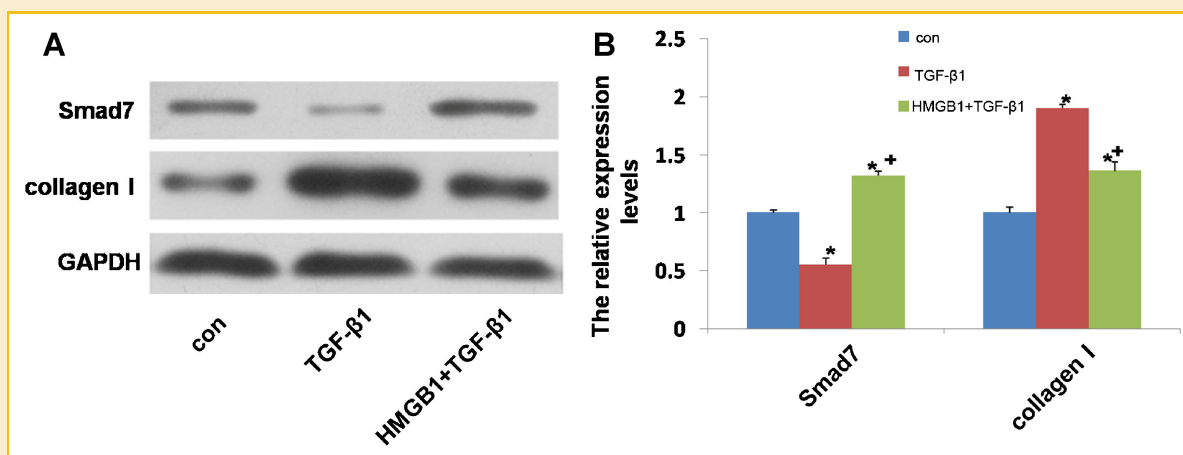 A
Smad7
collagen I
GAPDH
con
TGF-β1
HMGB1+TGF-β1
B
The relative expression
levels
2.5
2
1.5
1
0.5
0
con
TGF-β1
HMGB1+TGF-β1
*
* +
*
*+
Smad7
collagen I